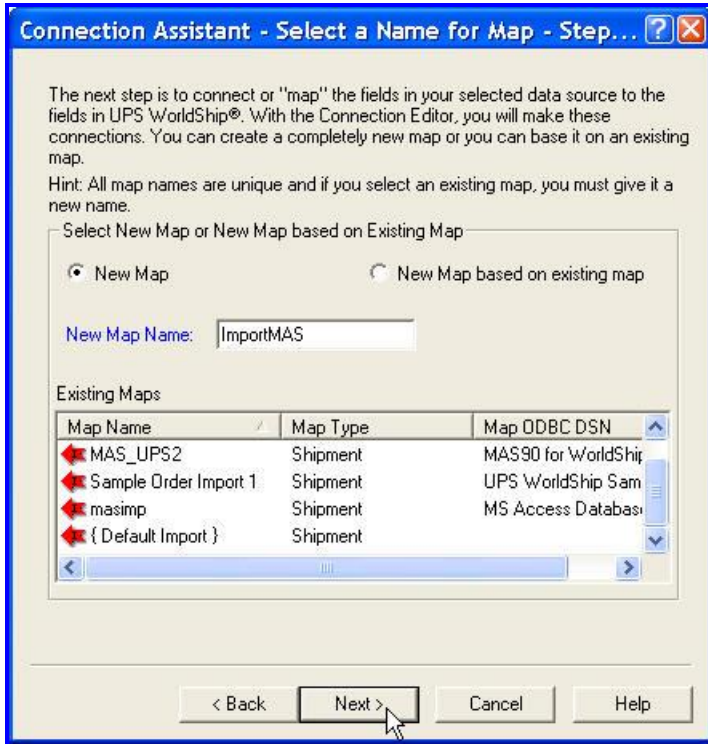 Connection Assistant - Select a Name for Map - Step...
The next step is to connect or "map" the fields in your selected data source to the
fields in UPS WorldShip®. With the Connection Editor, you will make these
connections. You can create a completely new map or you can base it on an existing
map.
Hint: All map names are unique and if you select an existing map, you must give it a
new name.
Select New Map or New Map based on Existing Map
New Map New Map based on existing map
New Map Name: ImportMAS
Existing Maps
Map Name Map Type Map ODBC DSN
MAS_UPS2 Shipment MAS90 for WorldShip
Sample Order Import 1 Shipment UPS WorldShip Sam
masimp Shipment MS Access Databas
{ Default Import } Shipment
< Back Next > Cancel Help